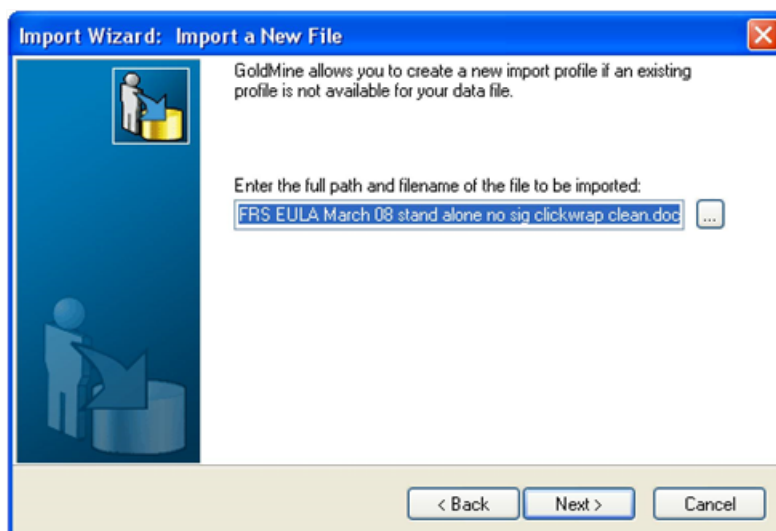 Import Wizard: Import a New File
GoldMine allows you to create a new import profile if an existing
profile is not available for your data file.
Enter the full path and filename of the file to be imported:
FRS EULA March 08 stand alone no sig clickwrap clean.doc
...
< Back
Next >
Cancel